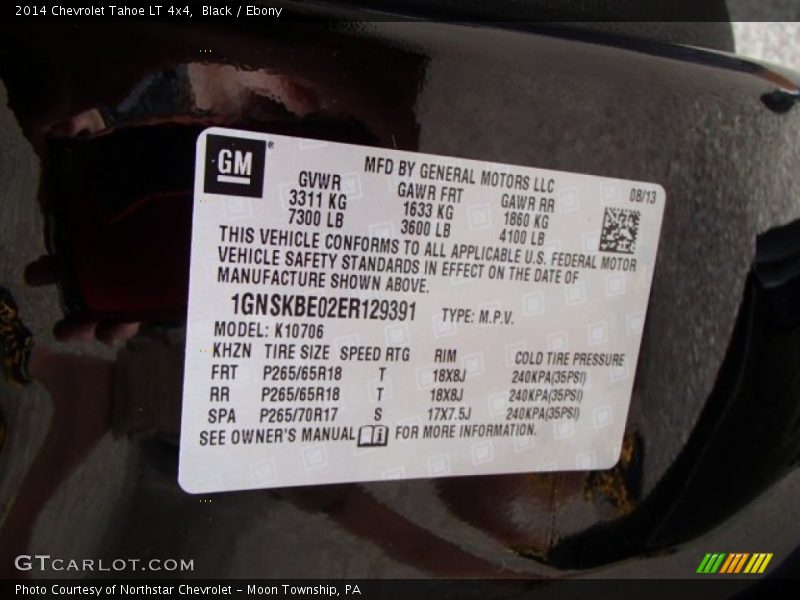 2014 Chevrolet Tahoe LT 4x4, Black / Ebony
GM ®
MFD BY GENERAL MOTORS LLC
08/13
GVWR GAWR FRT GAWR RR
3311 KG 1633 KG 1860 KG
7300 LB 3600 LB 4100 LB
THIS VEHICLE CONFORMS TO ALL APPLICABLE U.S. FEDERAL MOTOR
VEHICLE SAFETY STANDARDS IN EFFECT ON THE DATE OF
MANUFACTURE SHOWN ABOVE.
1GNSKBE02ER129391 TYPE: M.P.V.
MODEL: K10706
KHZN TIRE SIZE SPEED RTG RIM COLD TIRE PRESSURE
FRT P265/65R18 T 18X8J 240KPA(35PSI)
RR P265/65R18 T 18X8J 240KPA(35PSI)
SPA P265/70R17 S 17X7.5J 240KPA(35PSI)
SEE OWNER'S MANUAL FOR MORE INFORMATION.
GTCARLOT.COM
Photo Courtesy of Northstar Chevrolet - Moon Township, PA